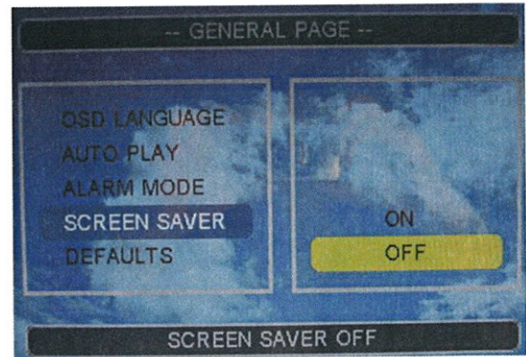 -- GENERAL PAGE --
OSD LANGUAGE
AUTO PLAY
ALARM MODE
SCREEN SAVER
DEFAULTS
ON
OFF
SCREEN SAVER OFF